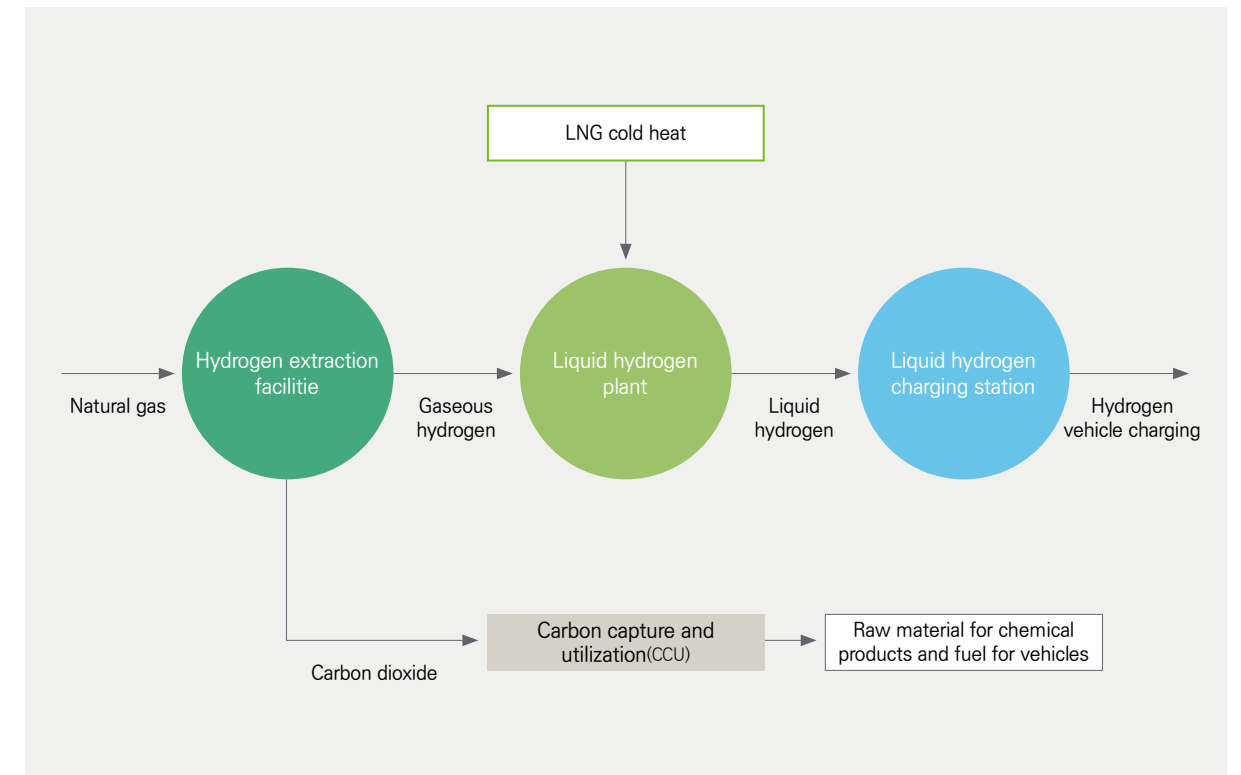 LNG cold heat
Hydrogen extraction
facilitie
Liquid hydrogen
plant
Liquid hydrogen
charging station
Natural gas
Gaseous
hydrogen
Liquid
hydrogen
Hydrogen
vehicle charging
Carbon capture and
utilization(CCU)
Raw material for chemical
products and fuel for vehicles
Carbon dioxide